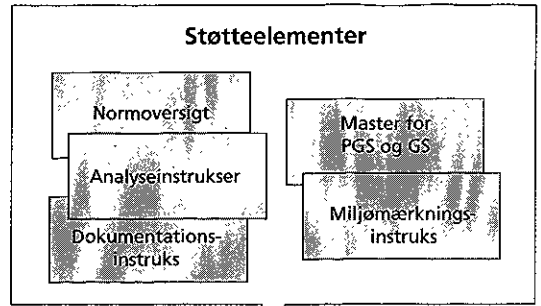 Støtteelementer
Normoversigt
Analyseinstrukser
Dokumentations-
instruks
Master for
PGS og GS
Miljømærknings-
instruks